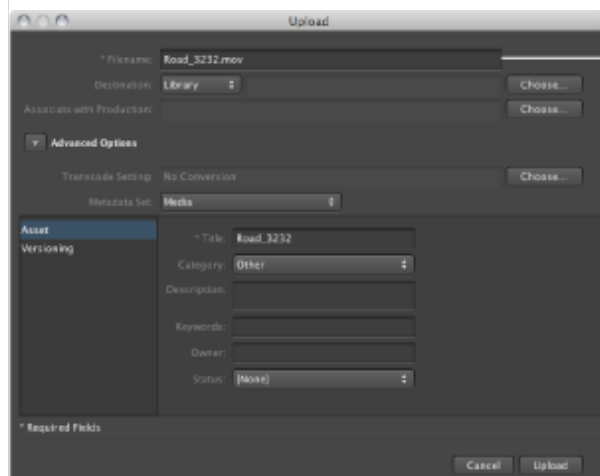 Upload
* Filename: Road_3232.mov
Destination: Library Choose...
Associate with Production: Choose...
Advanced Options
Transcode Setting: No Conversion Choose...
Metadata Set: Media
Asset
Versioning
* Title: Road_3232
Category: Other
Description:
Keywords:
Owner:
Status: [None]
* Required Fields
Cancel Upload